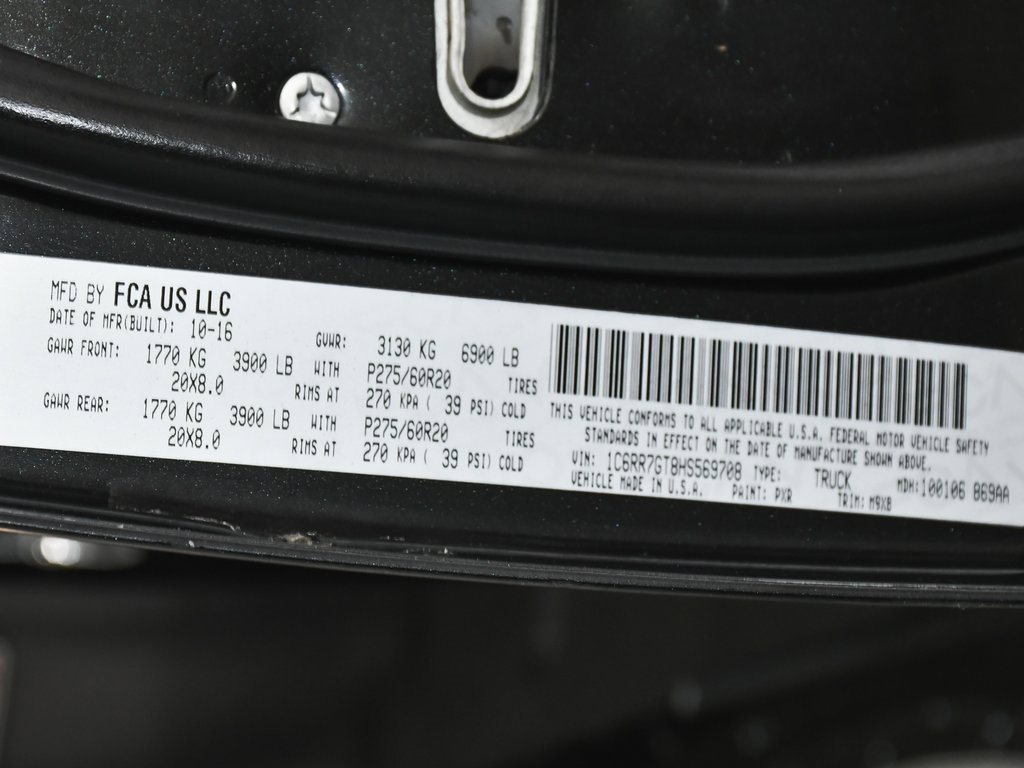 MFD BY FCA US LLC
DATE OF MFR(BUILT): 10-16 GVWR: 3130 KG 6900 LB
GAWR FRONT: 1770 KG 3900 LB WITH P275/60R20 TIRES
20X8.0 RIMS AT 270 KPA ( 39 PSI) COLD
GAWR REAR: 1770 KG 3900 LB WITH P275/60R20 TIRES
20X8.0 RIMS AT 270 KPA ( 39 PSI) COLD
THIS VEHICLE CONFORMS TO ALL APPLICABLE U.S.A. FEDERAL MOTOR VEHICLE SAFETY
STANDARDS IN EFFECT ON THE DATE OF MANUFACTURE SHOWN ABOVE.
VIN: 1C6RR7GT8HS569708 TYPE: TRUCK MDH:100106 869AA
VEHICLE MADE IN U.S.A. PAINT: PXR TRIM: M9X8